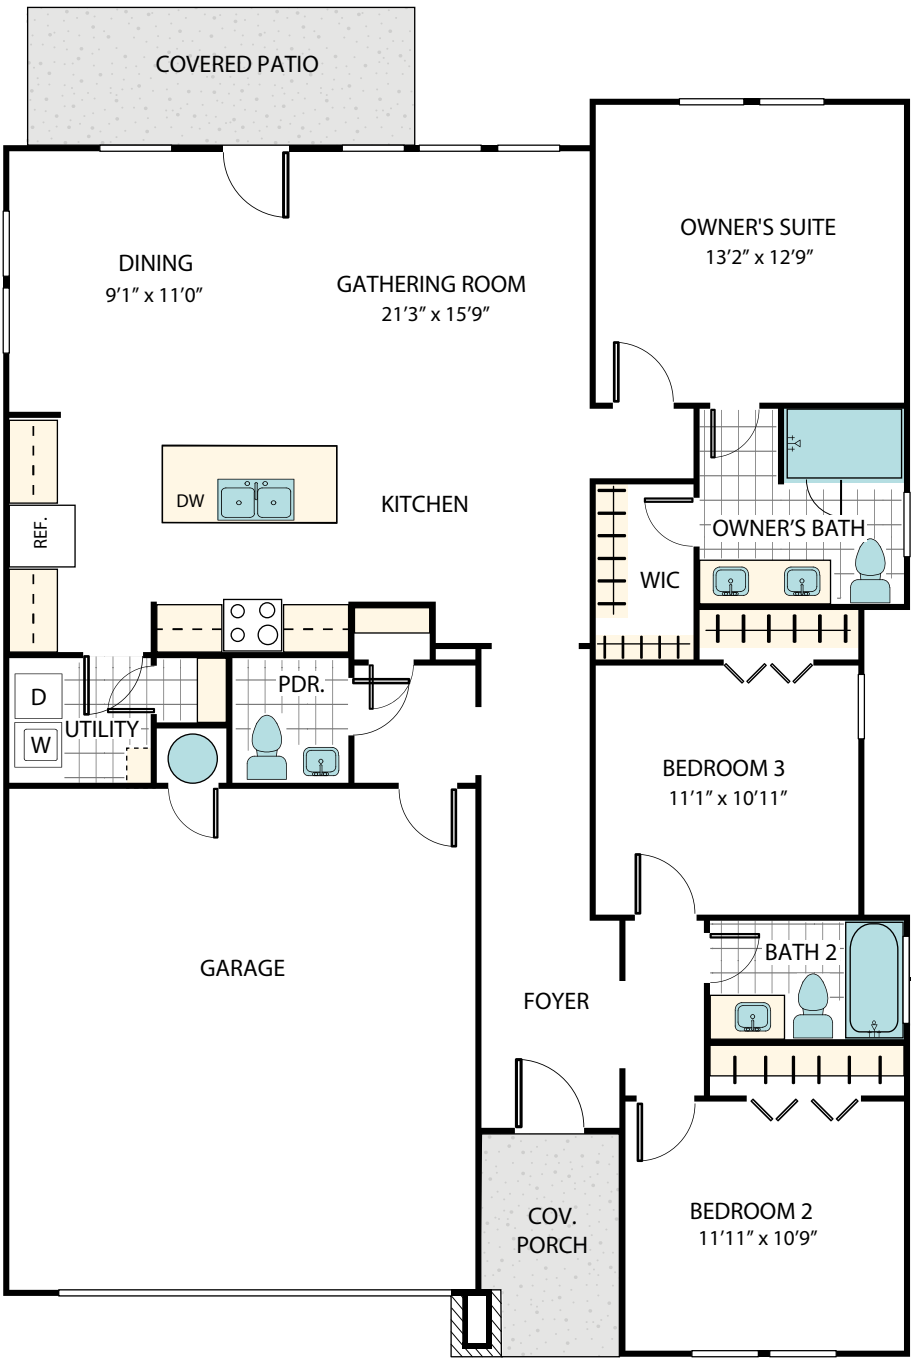 COVERED PATIO
OWNER'S SUITE
13’2” x 12’9”
DINING
9’1” x 11’0”
GATHERING ROOM
21’3” x 15’9”
DW
KITCHEN
REF.
OWNER’S BATH
WIC
D
W
UTILITY
PDR.
BEDROOM 3
11’1” x 10’11”
GARAGE
BATH 2
FOYER
COV.
PORCH
BEDROOM 2
11’11” x 10’9”